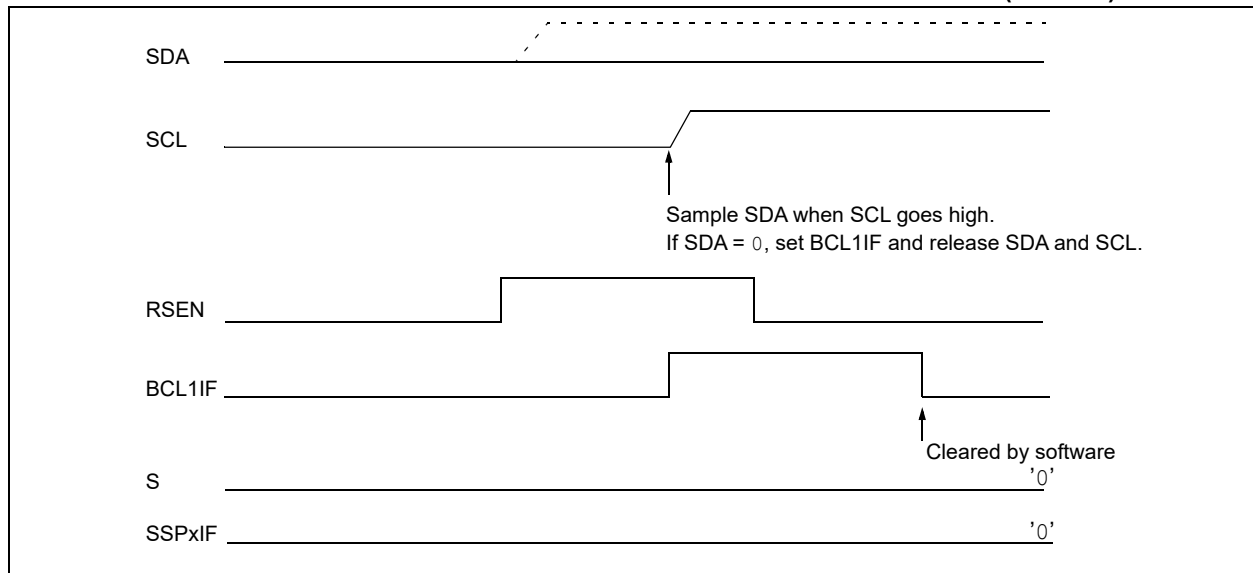 SDA
SCL
Sample SDA when SCL goes high.
If SDA = 0, set BCL1IF and release SDA and SCL.
RSEN
BCL1IF
Cleared by software
S '0'
SSPxIF '0'